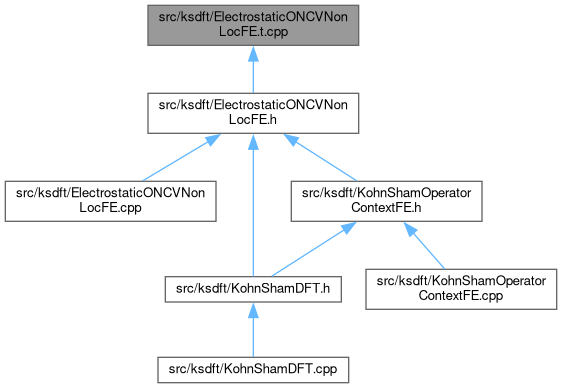 src/ksdft/ElectrostaticONCVNon
LocFE.t.cpp
src/ksdft/ElectrostaticONCVNon
LocFE.h
src/ksdft/ElectrostaticONCVNon
LocFE.cpp
src/ksdft/KohnShamOperator
ContextFE.h
src/ksdft/KohnShamDFT.h
src/ksdft/KohnShamOperator
ContextFE.cpp
src/ksdft/KohnShamDFT.cpp